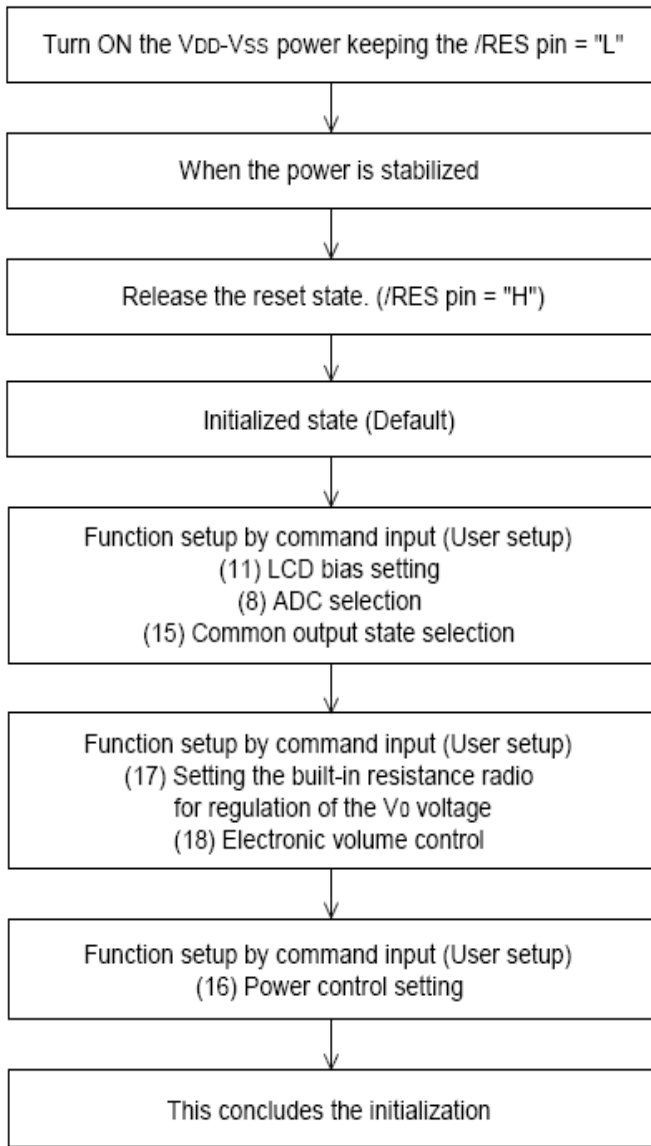 Turn ON the VDD-VSS power keeping the /RES pin = "L"
When the power is stabilized
Release the reset state. (/RES pin = "H")
Initialized state (Default)
Function setup by command input (User setup)
(11) LCD bias setting
(8) ADC selection
(15) Common output state selection
Function setup by command input (User setup)
(17) Setting the built-in resistance radio
for regulation of the V0 voltage
(18) Electronic volume control
Function setup by command input (User setup)
(16) Power control setting
This concludes the initialization